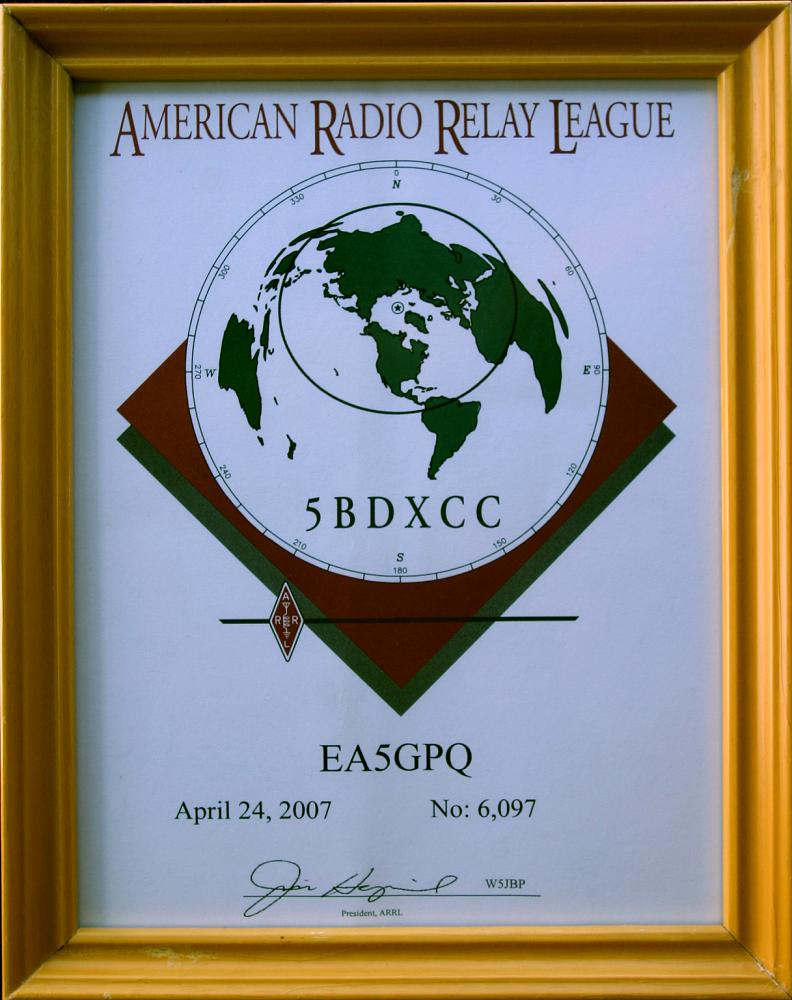 AMERICAN RADIO RELAY LEAGUE
0
N
330
30
300
60
270
W
E
90
240
120
5BDXCC
210
150
S
180
A
R R
L
EA5GPQ
April 24, 2007 No: 6,097
W5JBP
President, ARRL